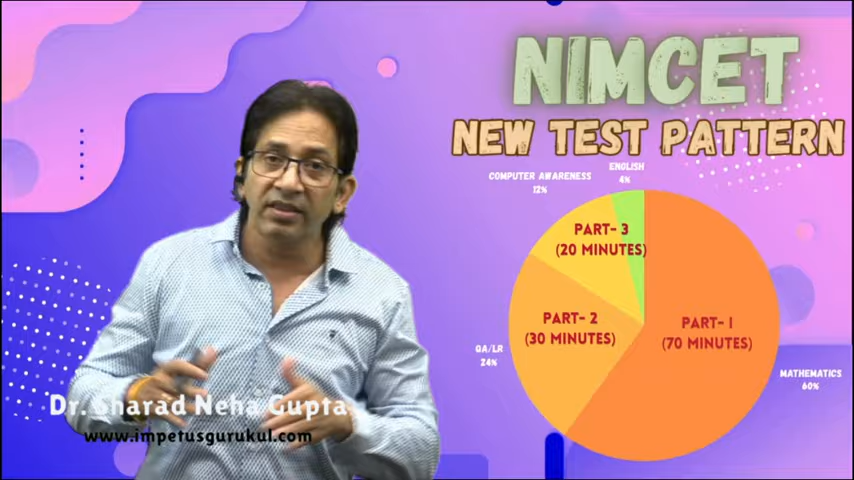 NIMCET
NEW TEST PATTERN
ENGLISH
4%
COMPUTER AWARENESS
12%
PART- 3
(20 MINUTES)
PART- 2
(30 MINUTES)
PART- 1
(70 MINUTES)
QA/LR
24%
MATHEMATICS
60%
Dr. Sharad Neha Gupta
www.impetusgurukul.com